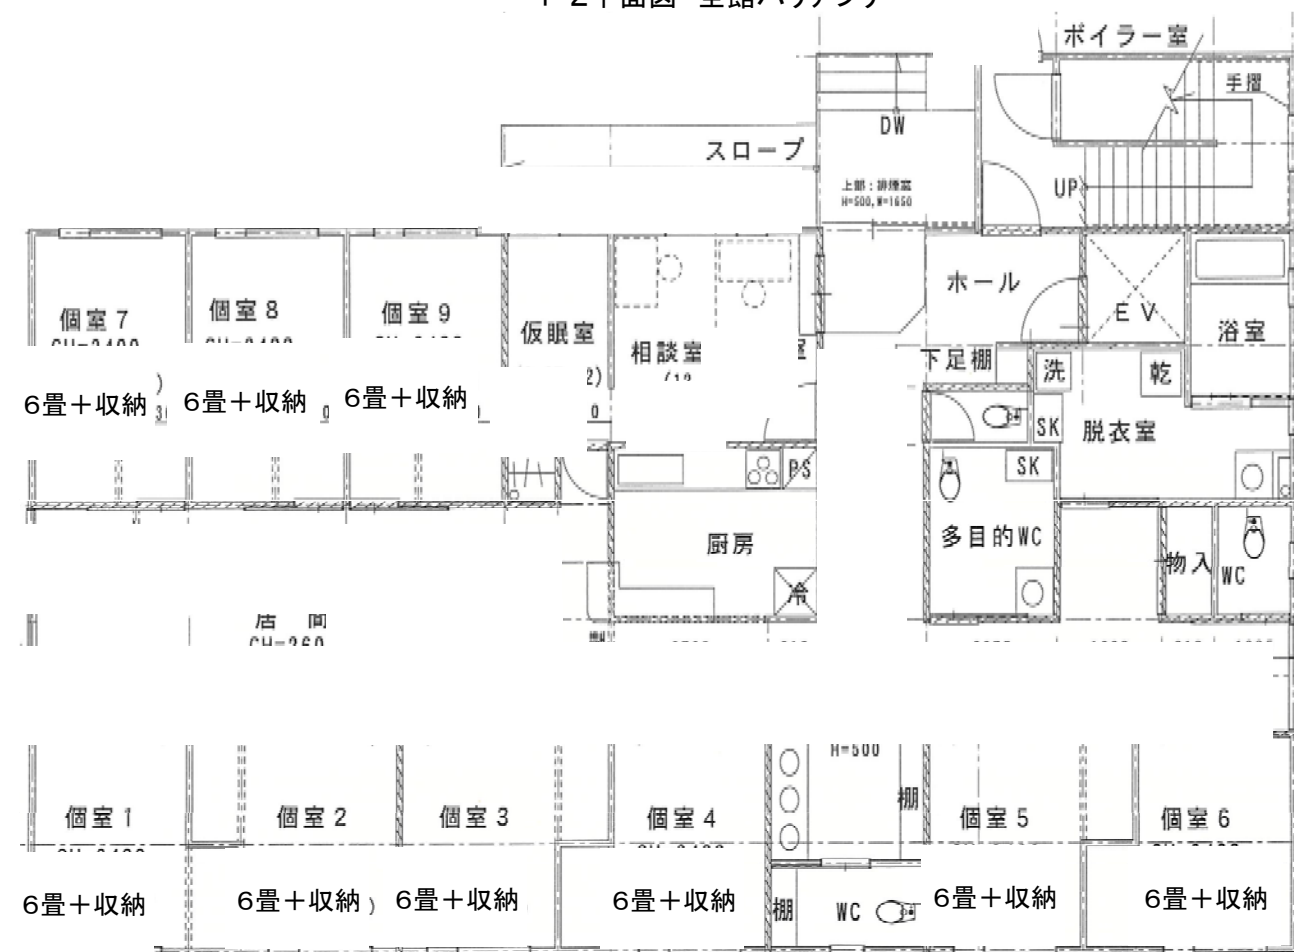 ボイラー室
手摺
DW
スロープ
上部：排煙窓
H=500,W=1650
UP
ホール
個室7
個室8
個室9
仮眠室
相談室
EV
浴室
下足棚
洗
乾
6畳＋収納
6畳＋収納
6畳＋収納
2)
0
SK
脱衣室
PS
SK
厨房
多目的WC
物入
WC
冷
居間
H=500
棚
個室1
個室2
個室3
個室4
個室5
個室6
6畳＋収納
6畳＋収納
)
6畳＋収納
6畳＋収納
棚
WC
6畳＋収納
6畳＋収納